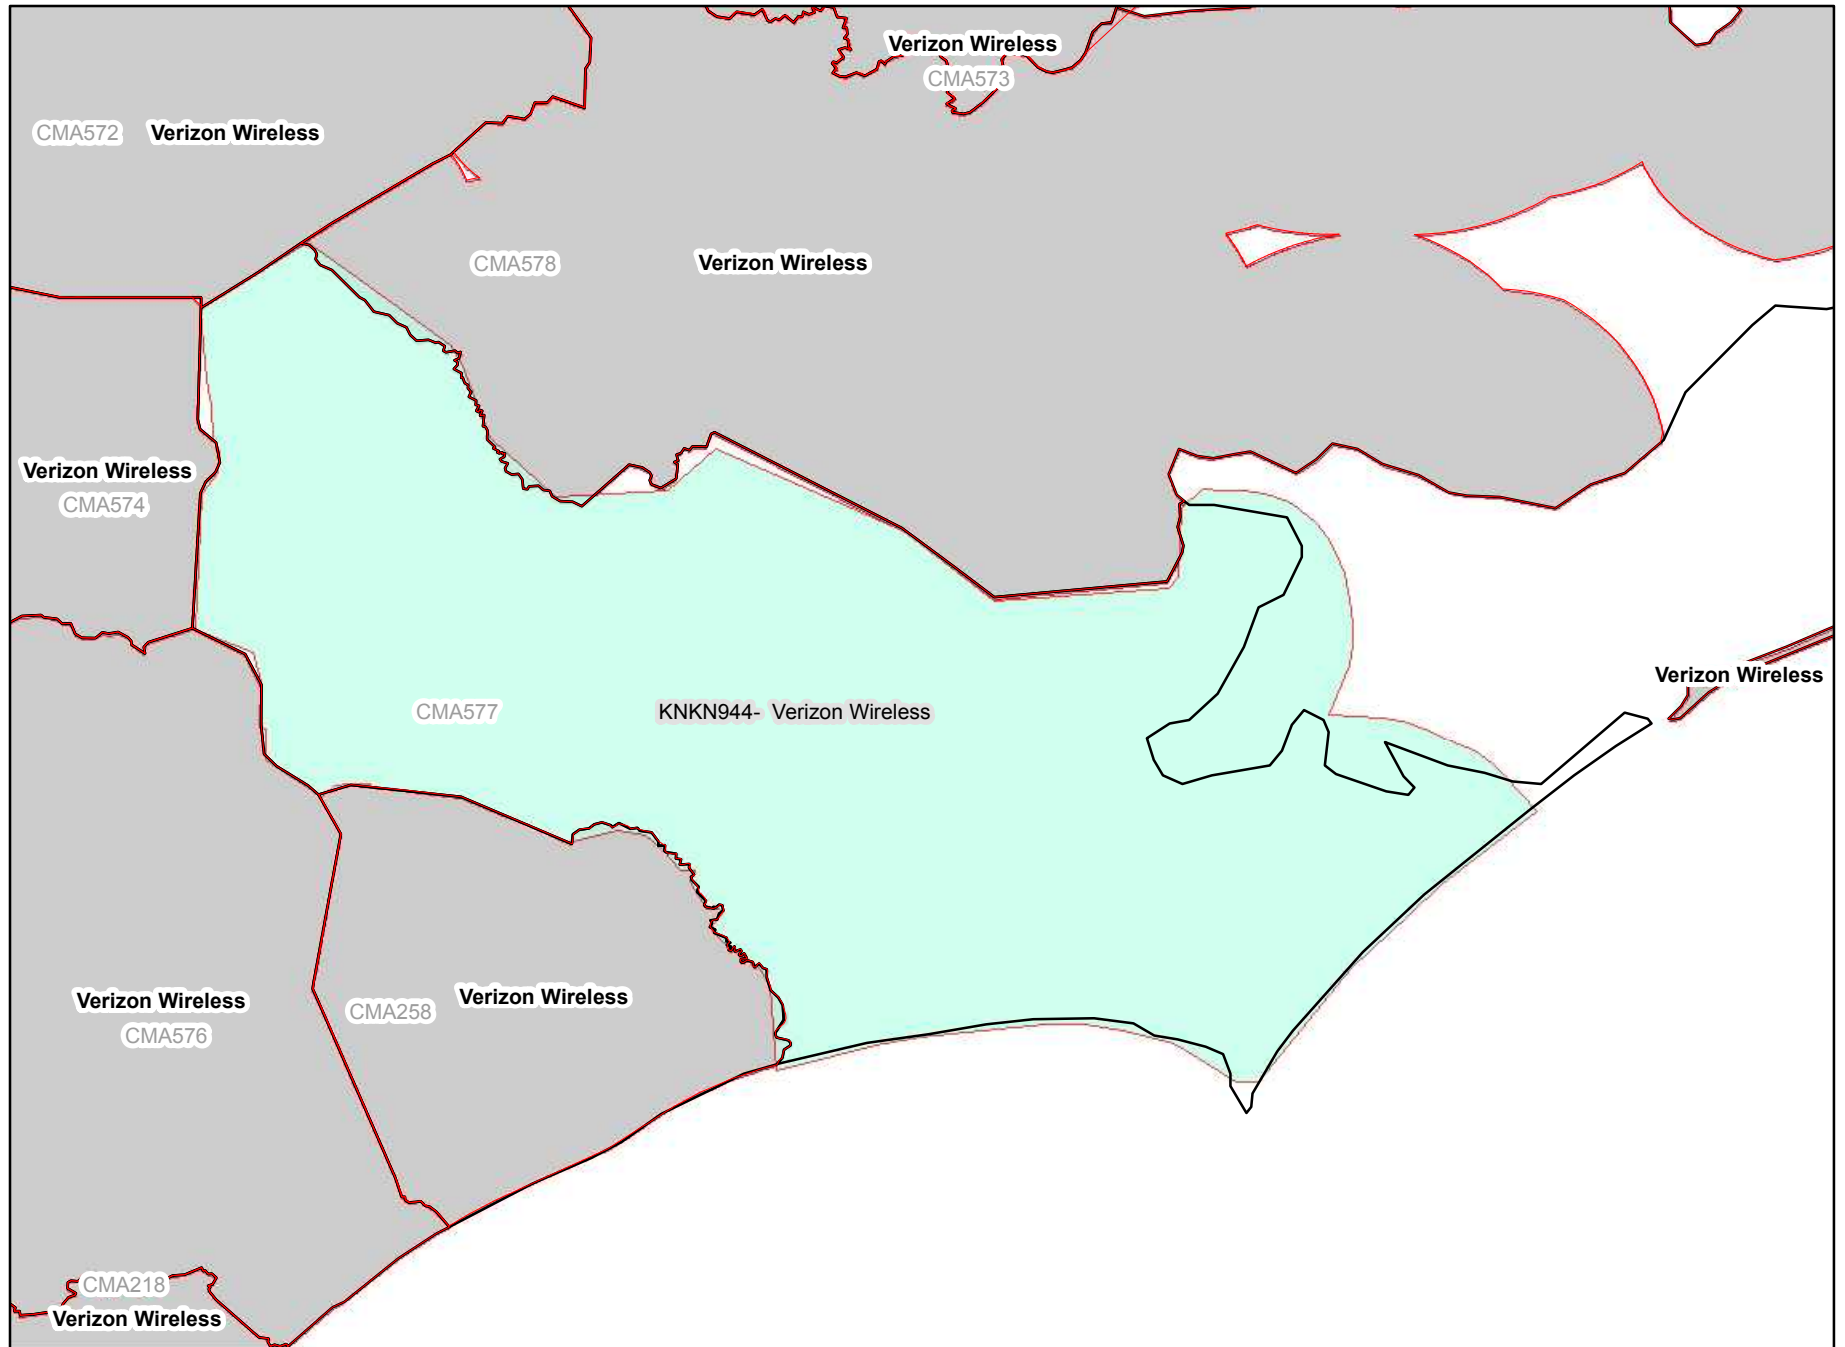 Verizon Wireless
CMA573
CMA572 Verizon Wireless
CMA578 Verizon Wireless
Verizon Wireless
CMA574
Verizon Wireless
CMA577 KNKN944- Verizon Wireless
Verizon Wireless
CMA576
CMA258 Verizon Wireless
CMA218
Verizon Wireless